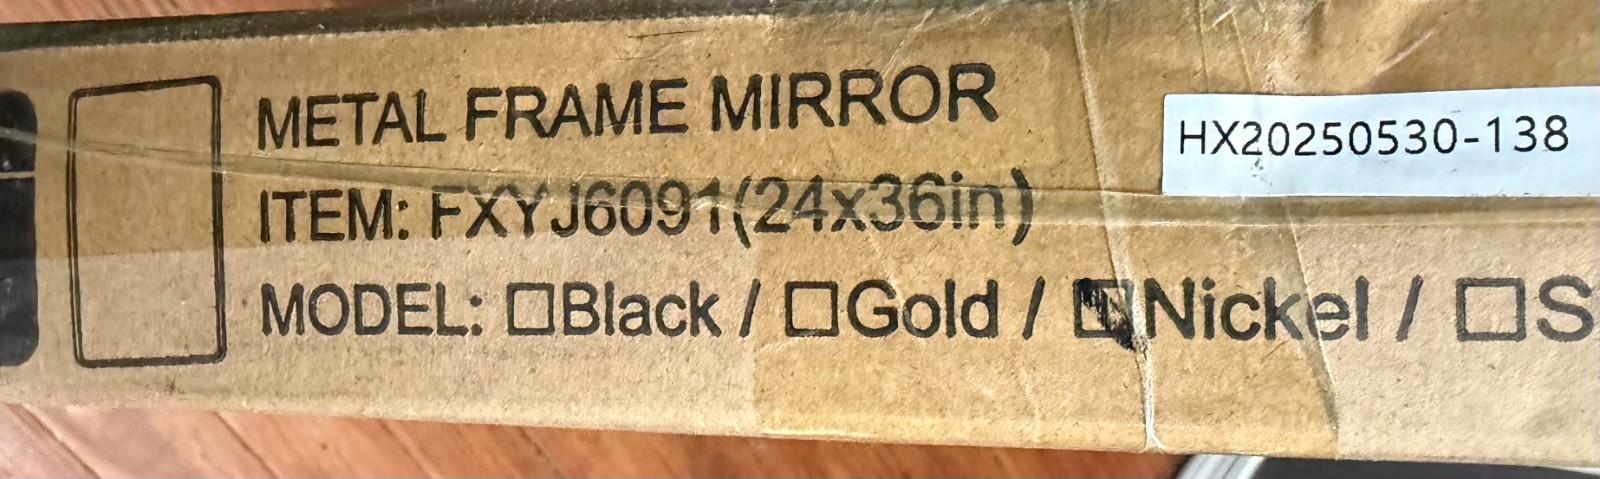 METAL FRAME MIRROR
HX20250530-138
ITEM: FXYJ6091(24x36in)
MODEL: □Black / □Gold / ☑Nickel / □S